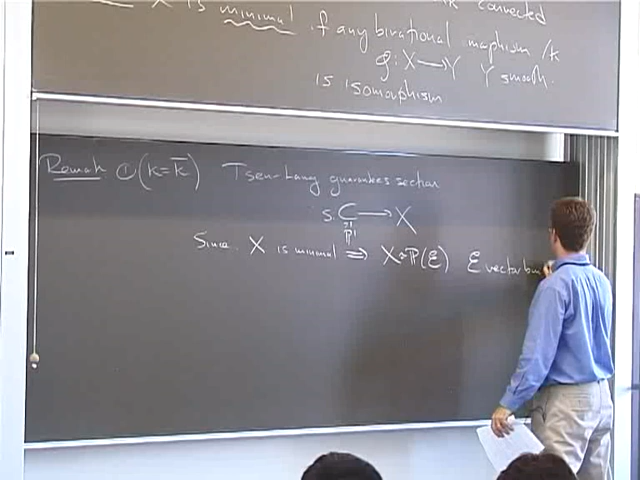 X is minimal if any birational morphism /k
φ: X → Y Y smooth.
is isomorphism
Remark ① (k = k̄) Tsen-Lang guarantees section
s: C → X
ℙ¹
Since X is minimal ⇒ X ≃ ℙ(ℰ) ℰ vector bun